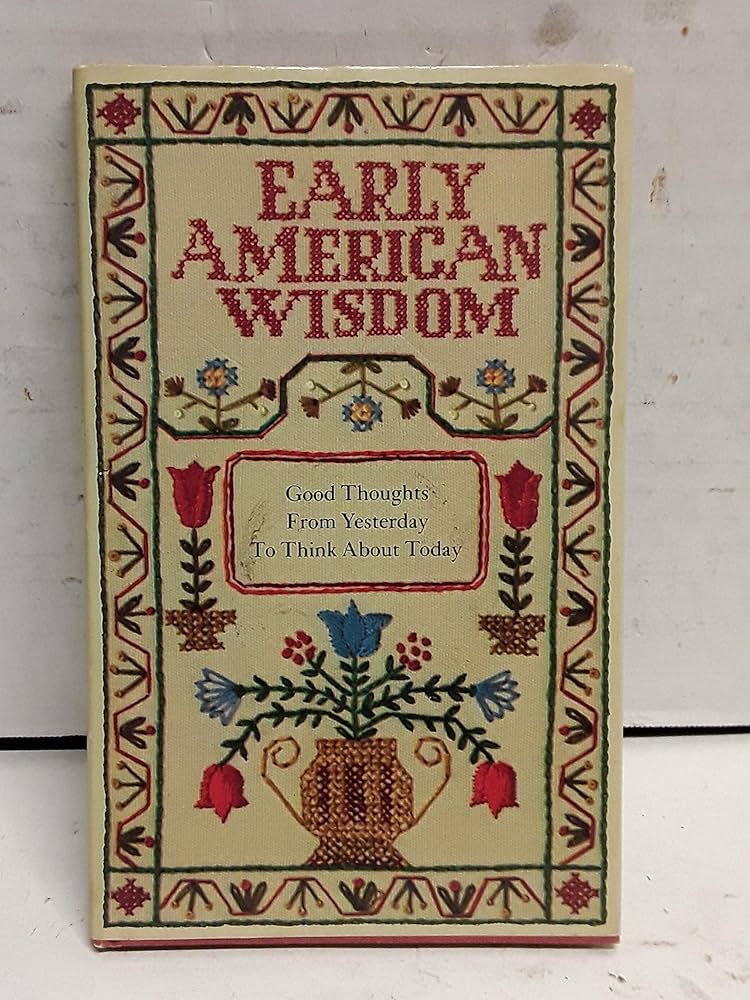 EARLY
AMERICAN
WISDOM
Good Thoughts
From Yesterday
To Think About Today